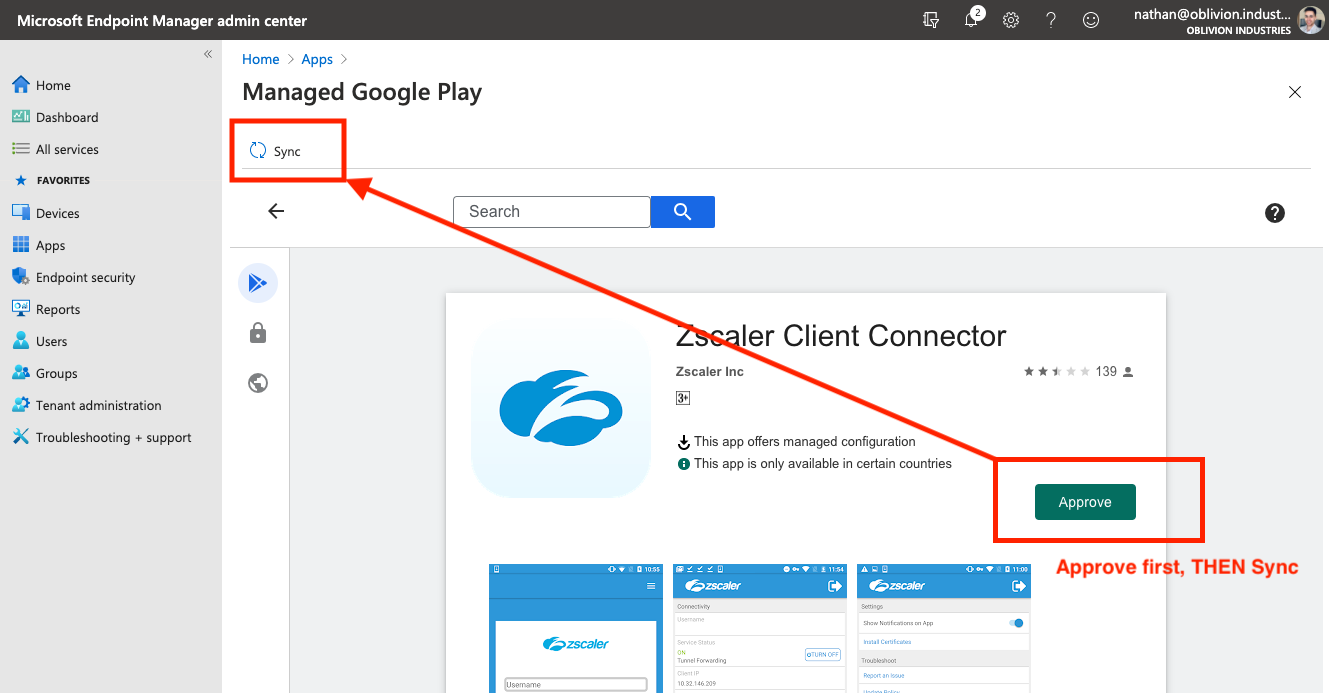 Microsoft Endpoint Manager admin center
2
nathan@oblivion.indust...
OBLIVION INDUSTRIES
Home
Dashboard
All services
FAVORITES
Devices
Apps
Endpoint security
Reports
Users
Groups
Tenant administration
Troubleshooting + support
Home > Apps >
Managed Google Play
Sync
Search
Zscaler Client Connector
Zscaler Inc
139
3+
This app offers managed configuration
This app is only available in certain countries
Approve
Approve first, THEN Sync
10:55
zscaler
Username
11:54
zscaler
Connectivity
Username
Service Status
ON
TURN OFF
Tunnel Forwarding
Client IP
10.32.146.209
11:00
zscaler
Settings
Show Notifications on App
Install Certificates
Troubleshoot
Report an Issue
Update Policy